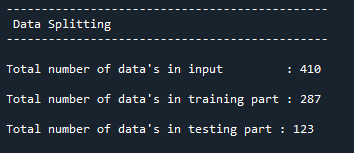 ----------------------------------------------
Data Splitting
----------------------------------------------
Total number of data's in input : 410
Total number of data's in training part : 287
Total number of data's in testing part : 123